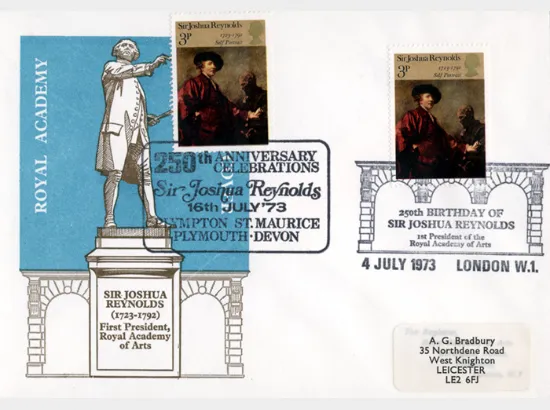 ROYAL ACADEMY
Sir Joshua Reynolds
1723-1792
Self Portrait
3P
Sir Joshua Reynolds
1723-1792
Self Portrait
3P
250th ANNIVERSARY
CELEBRATIONS
Sir Joshua Reynolds
16th JULY '73
PLYMPTON ST. MAURICE
PLYMOUTH · DEVON
250th BIRTHDAY OF
SIR JOSHUA REYNOLDS
1st President of the
Royal Academy of Arts
4 JULY 1973 LONDON W.1.
SIR JOSHUA
REYNOLDS
(1723-1792)
First President,
Royal Academy
of Arts
A. G. Bradbury
35 Northdene Road
West Knighton
LEICESTER
LE2 6FJ